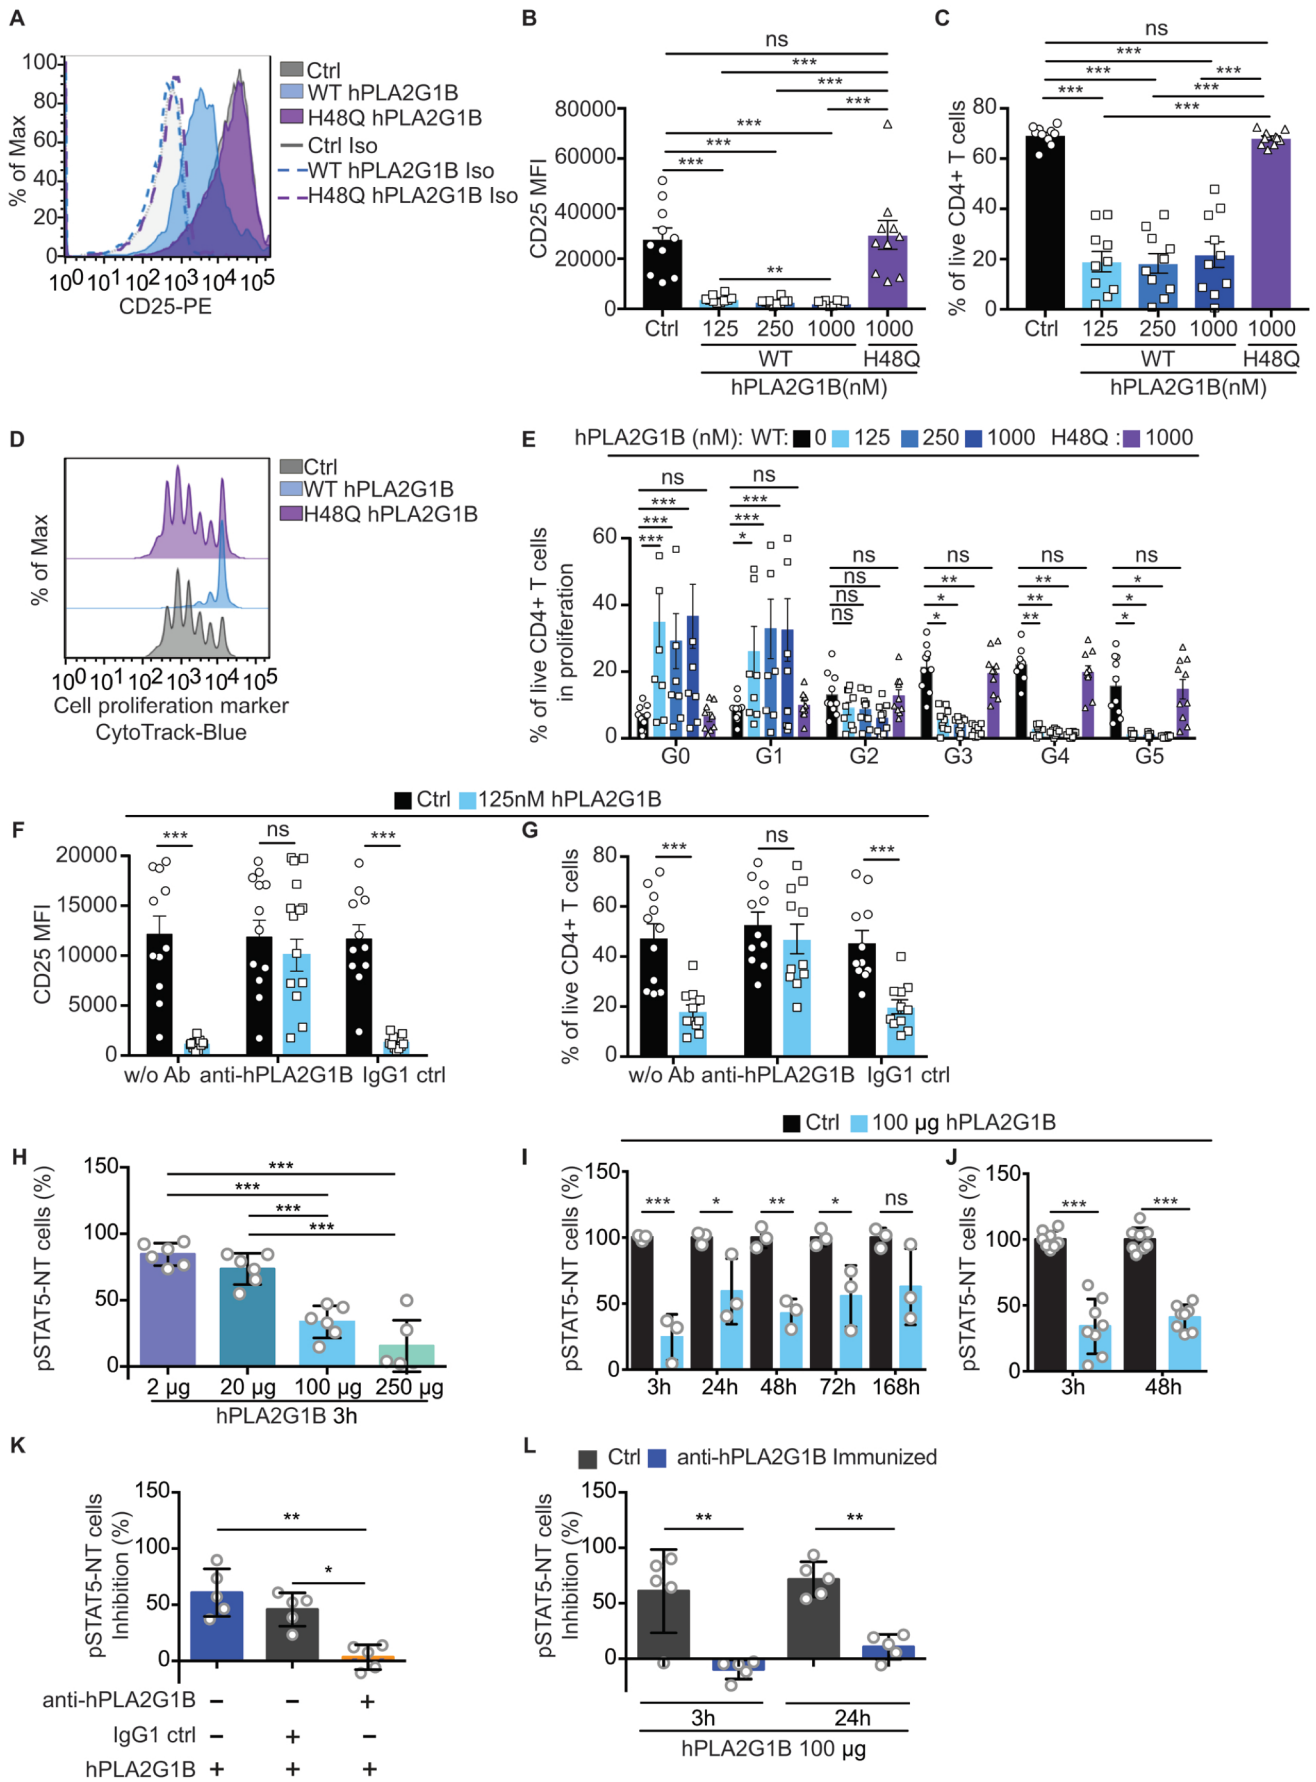 A
100
80
60
40
20
0
% of Max
10^0 10^1 10^2 10^3 10^4 10^5
CD25-PE
Ctrl
WT hPLA2G1B
H48Q hPLA2G1B
Ctrl Iso
WT hPLA2G1B Iso
H48Q hPLA2G1B Iso
B
ns
***
***
***
***
***
***
**
80000
60000
40000
20000
0
CD25 MFI
Ctrl 125 250 1000 1000
WT H48Q
hPLA2G1B(nM)
C
ns
***
*** ***
*** ***
***
80
60
40
20
0
% of live CD4+ T cells
Ctrl 125 250 1000 1000
WT H48Q
hPLA2G1B(nM)
D
% of Max
10^0 10^1 10^2 10^3 10^4 10^5
Cell proliferation marker
CytoTrack-Blue
Ctrl
WT hPLA2G1B
H48Q hPLA2G1B
E
hPLA2G1B (nM): WT: 0 125 250 1000 H48Q : 1000
ns ns ns ns ns ns
*** *** ns ** ** *
*** *** ns * ** *
*** * ns * ** *
60
40
20
0
% of live CD4+ T cells
in proliferation
G0 G1 G2 G3 G4 G5
Ctrl 125nM hPLA2G1B
F
*** ns ***
20000
15000
10000
5000
0
CD25 MFI
w/o Ab anti-hPLA2G1B IgG1 ctrl
G
*** ns ***
80
60
40
20
0
% of live CD4+ T cells
w/o Ab anti-hPLA2G1B IgG1 ctrl
Ctrl 100 µg hPLA2G1B
H
***
***
***
***
150
100
50
0
pSTAT5-NT cells (%)
2 µg 20 µg 100 µg 250 µg
hPLA2G1B 3h
I
*** * ** * ns
150
100
50
0
pSTAT5-NT cells (%)
3h 24h 48h 72h 168h
J
*** ***
150
100
50
0
pSTAT5-NT cells (%)
3h 48h
K
**
*
150
100
50
0
pSTAT5-NT cells
Inhibition (%)
anti-hPLA2G1B − − +
IgG1 ctrl − + −
hPLA2G1B + + +
L
Ctrl anti-hPLA2G1B Immunized
** **
150
100
50
0
pSTAT5-NT cells
Inhibition (%)
3h 24h
hPLA2G1B 100 µg